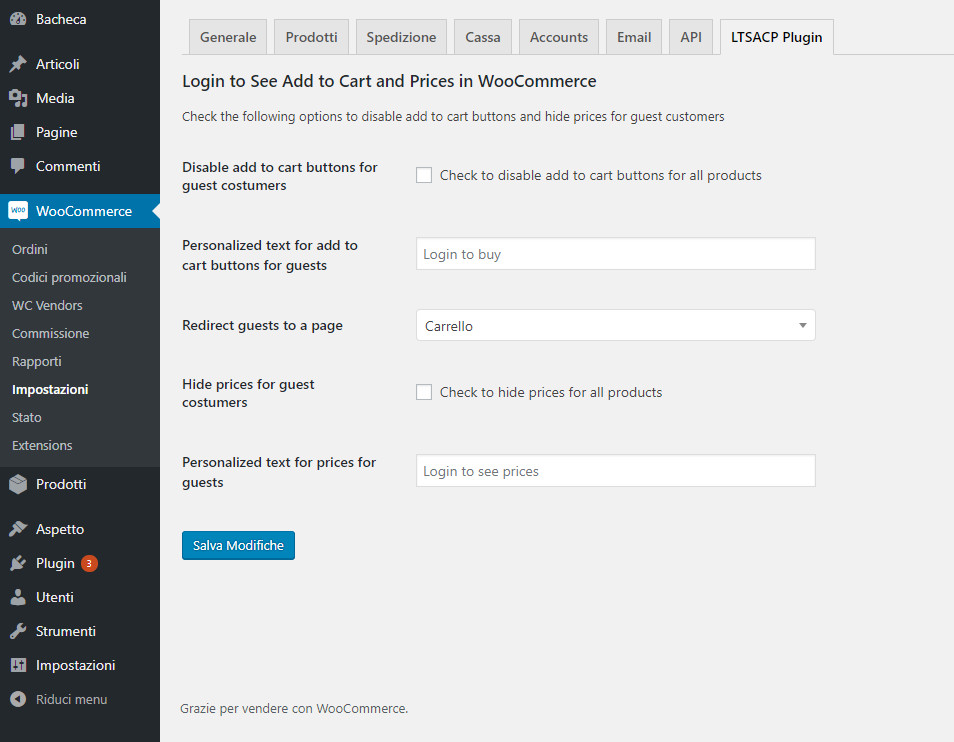 Bacheca
Articoli
Media
Pagine
Commenti
Woo
WooCommerce
Ordini
Codici promozionali
WC Vendors
Commissione
Rapporti
Impostazioni
Stato
Extensions
Prodotti
Aspetto
Plugin 3
Utenti
Strumenti
Impostazioni
Riduci menu
Generale Prodotti Spedizione Cassa Accounts Email API LTSACP Plugin
Login to See Add to Cart and Prices in WooCommerce
Check the following options to disable add to cart buttons and hide prices for guest customers
Disable add to cart buttons for
guest costumers
Check to disable add to cart buttons for all products
Personalized text for add to
cart buttons for guests
Login to buy
Redirect guests to a page
Carrello
Hide prices for guest
costumers
Check to hide prices for all products
Personalized text for prices for
guests
Login to see prices
Salva Modifiche
Grazie per vendere con WooCommerce.